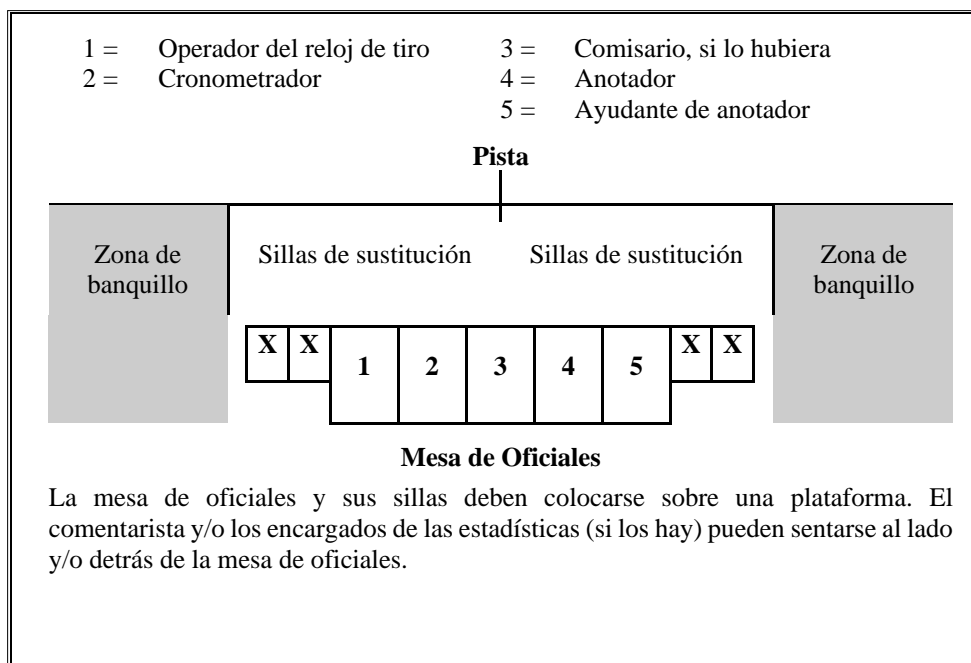 1 = Operador del reloj de tiro 3 = Comisario, si lo hubiera
2 = Cronometrador 4 = Anotador
5 = Ayudante de anotador
Pista
Zona de banquillo
Sillas de sustitución
Sillas de sustitución
Zona de banquillo
X X 1 2 3 4 5 X X
Mesa de Oficiales
La mesa de oficiales y sus sillas deben colocarse sobre una plataforma. El
comentarista y/o los encargados de las estadísticas (si los hay) pueden sentarse al lado
y/o detrás de la mesa de oficiales.